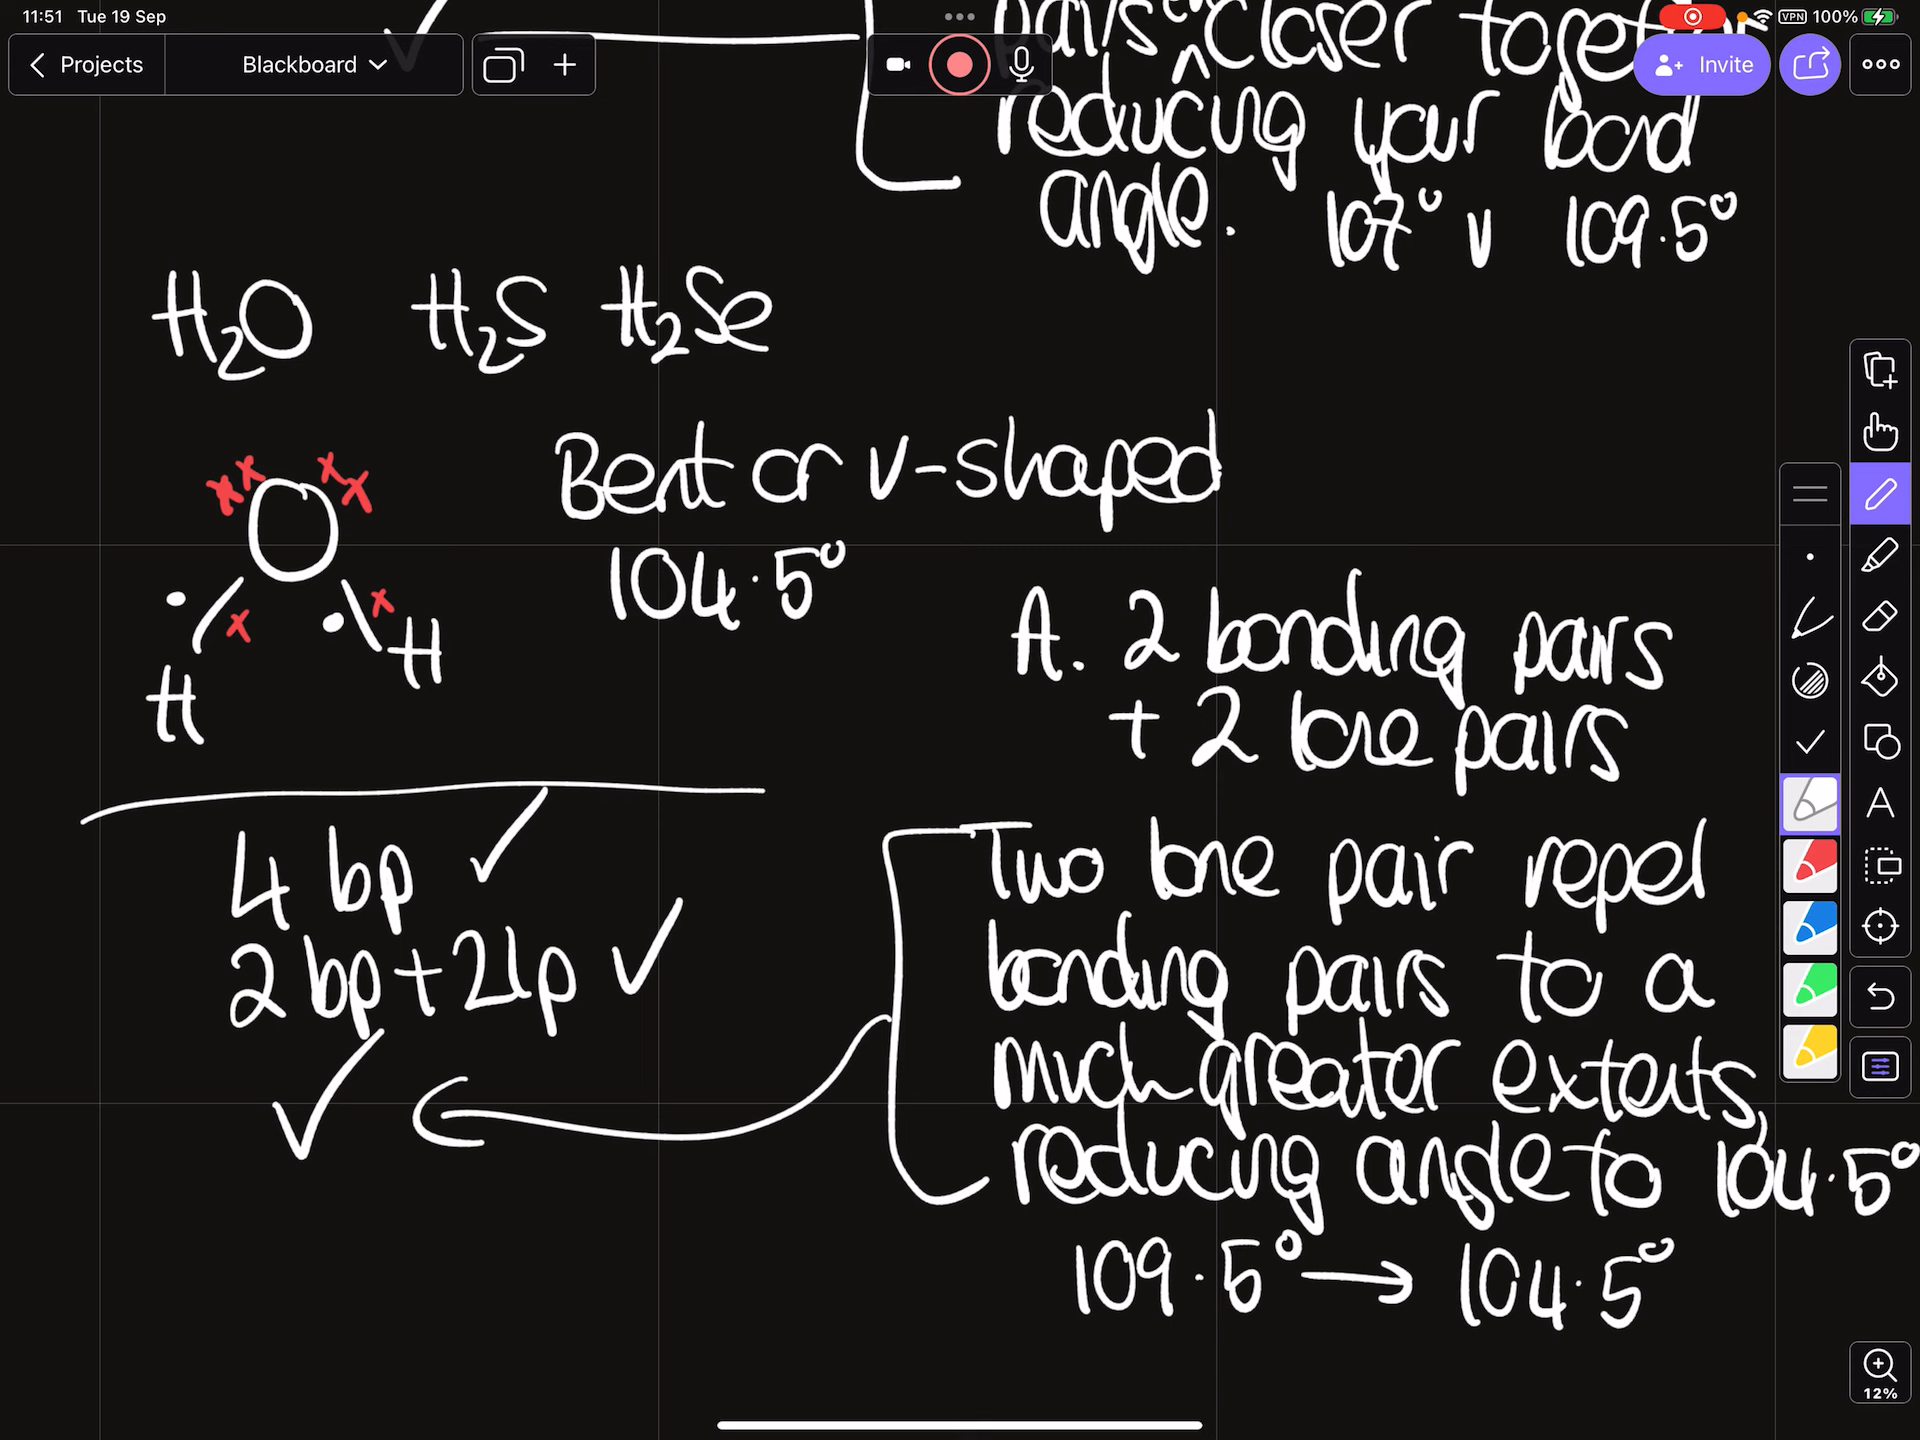 11:51 Tue 19 Sep
VPN 100%
Projects
Blackboard
Invite
pairs closer together
reducing your bond
angle. 107° v 109.5°
H₂O H₂S H₂Se
O
H
H
Bent or v-shaped
104.5°
A. 2 bonding pairs
+ 2 lone pairs
4 bp ✓
2 bp + 2 lp ✓
✓
Two lone pair repel
bonding pairs to a
much greater extents,
reducing angle to 104.5°
109.5° → 104.5°
A
12%